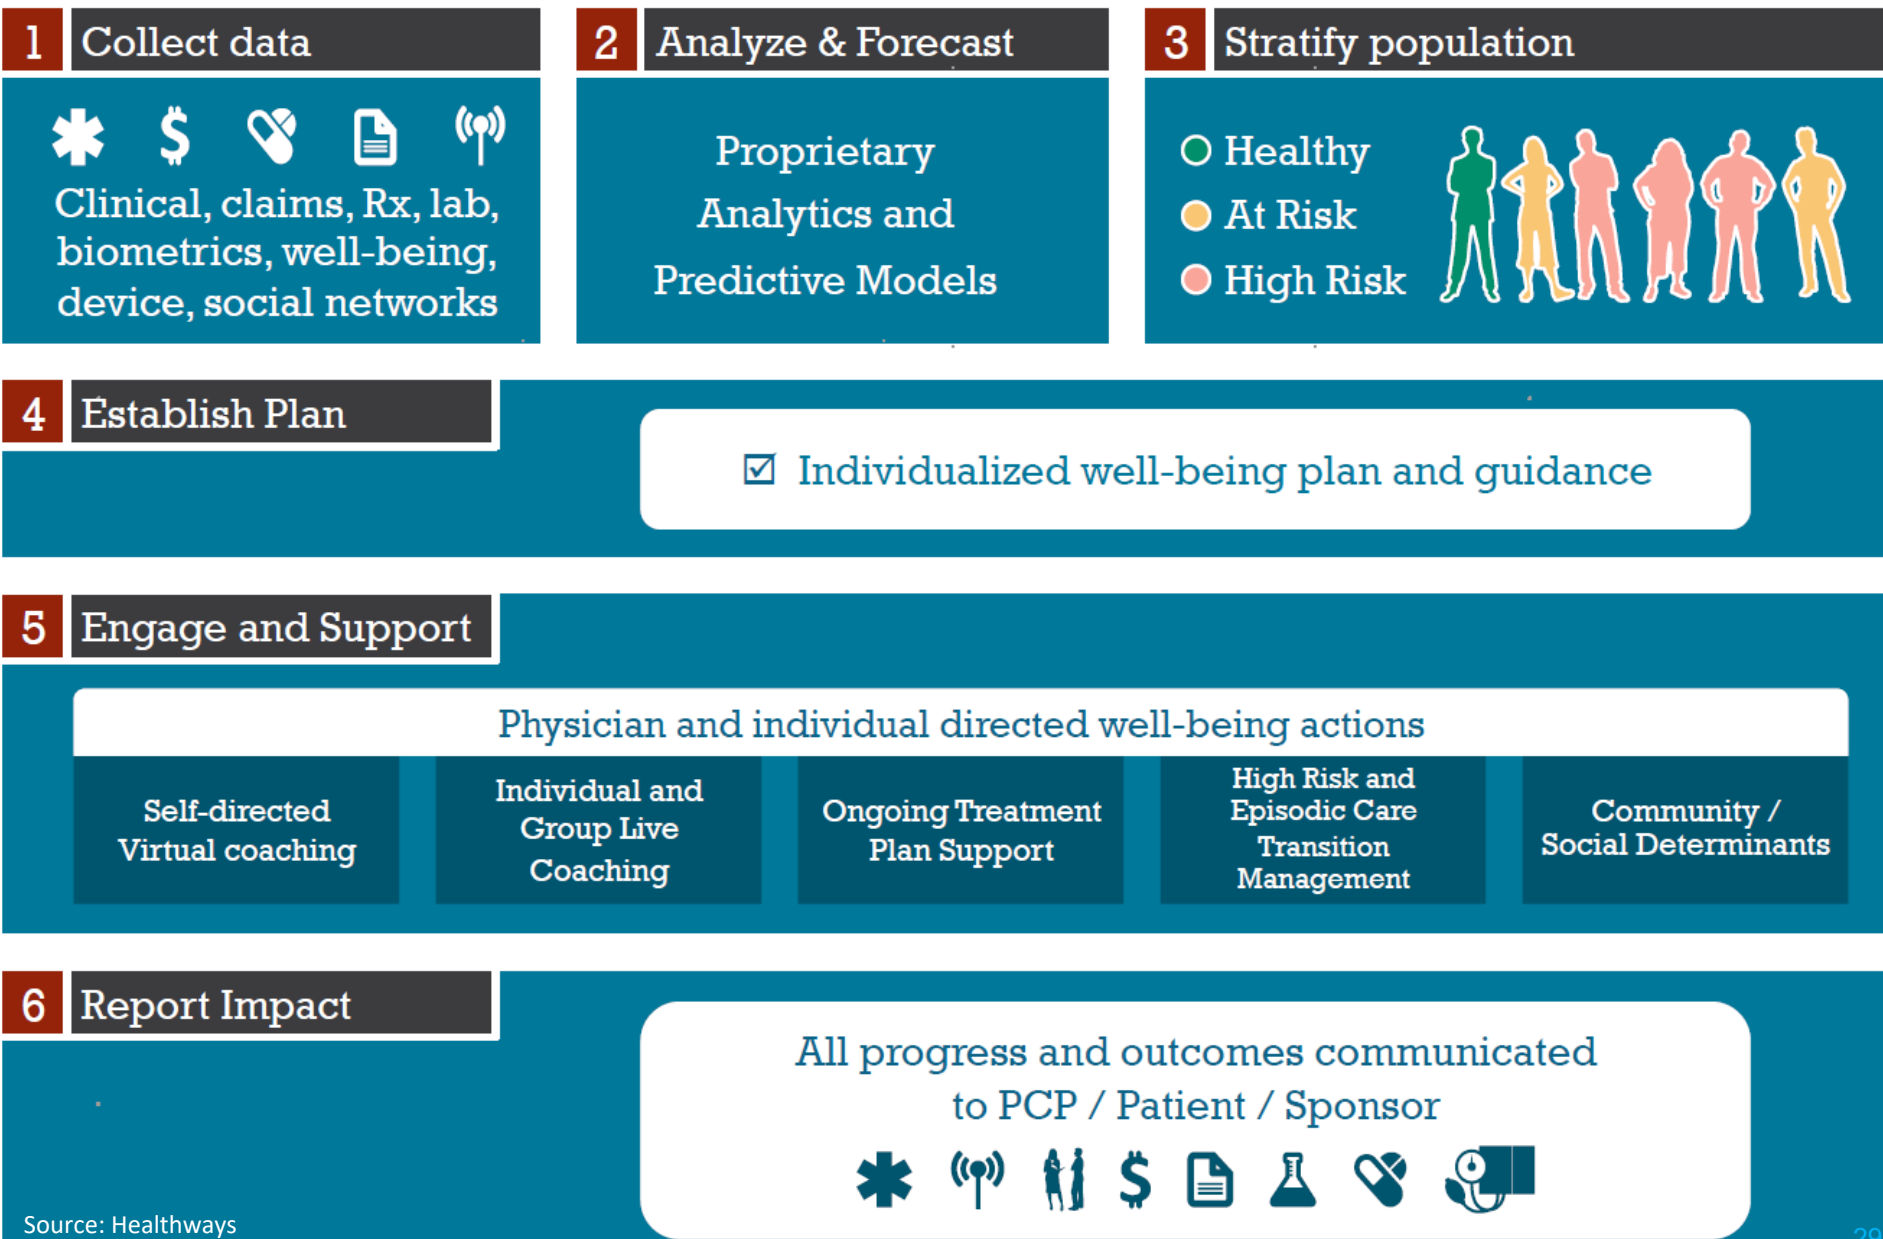 1 Collect data
Clinical, claims, Rx, lab,
biometrics, well-being,
device, social networks
2 Analyze & Forecast
Proprietary
Analytics and
Predictive Models
3 Stratify population
Healthy
At Risk
High Risk
4 Establish Plan
Individualized well-being plan and guidance
5 Engage and Support
Physician and individual directed well-being actions
Self-directed
Virtual coaching
Individual and
Group Live
Coaching
Ongoing Treatment
Plan Support
High Risk and
Episodic Care
Transition
Management
Community /
Social Determinants
6 Report Impact
All progress and outcomes communicated
to PCP / Patient / Sponsor
Source: Healthways
29